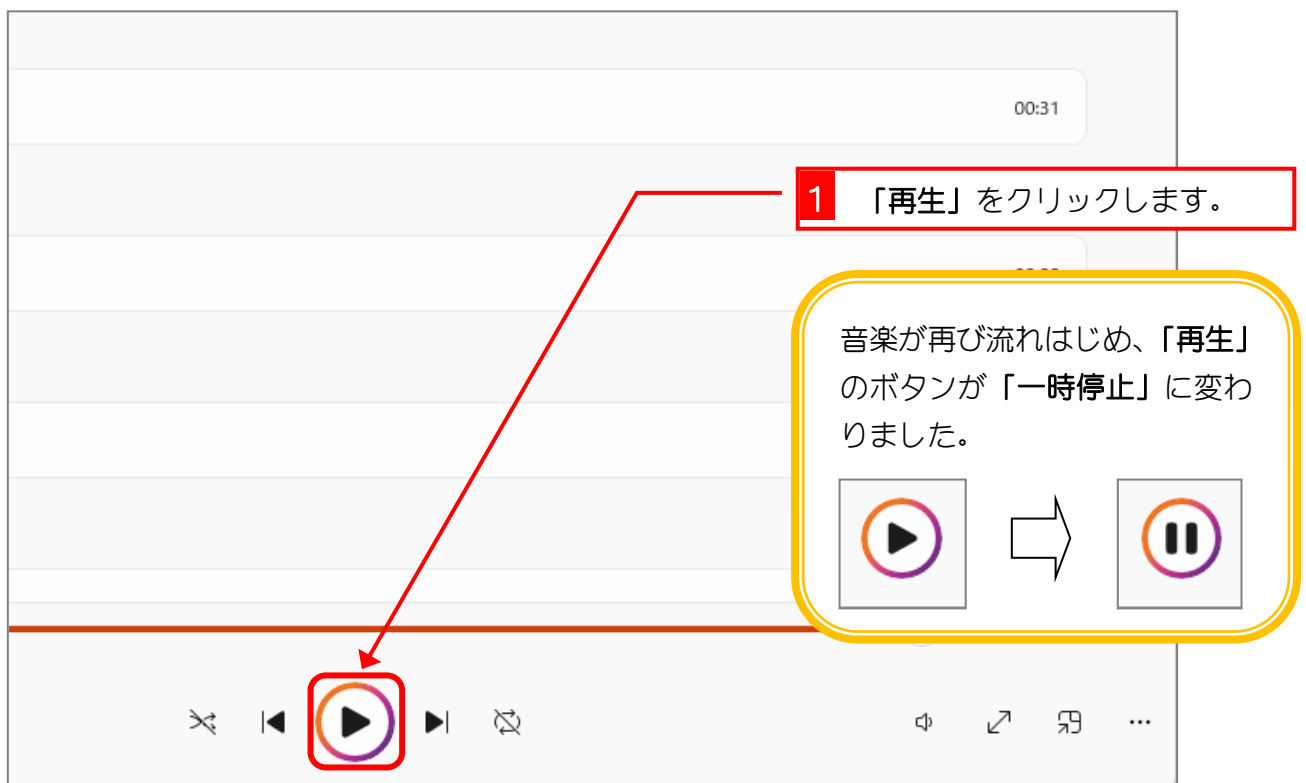 00:31
1 「再生」をクリックします。
音楽が再び流れはじめ、「再生」
のボタンが「一時停止」に変わ
りました。